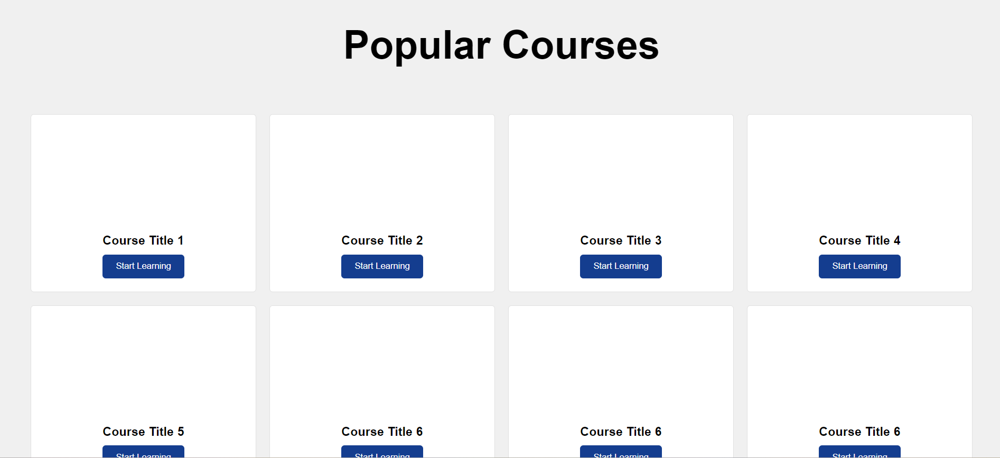 Popular Courses
Course Title 1
Start Learning
Course Title 2
Start Learning
Course Title 3
Start Learning
Course Title 4
Start Learning
Course Title 5
Start Learning
Course Title 6
Start Learning
Course Title 6
Start Learning
Course Title 6
Start Learning